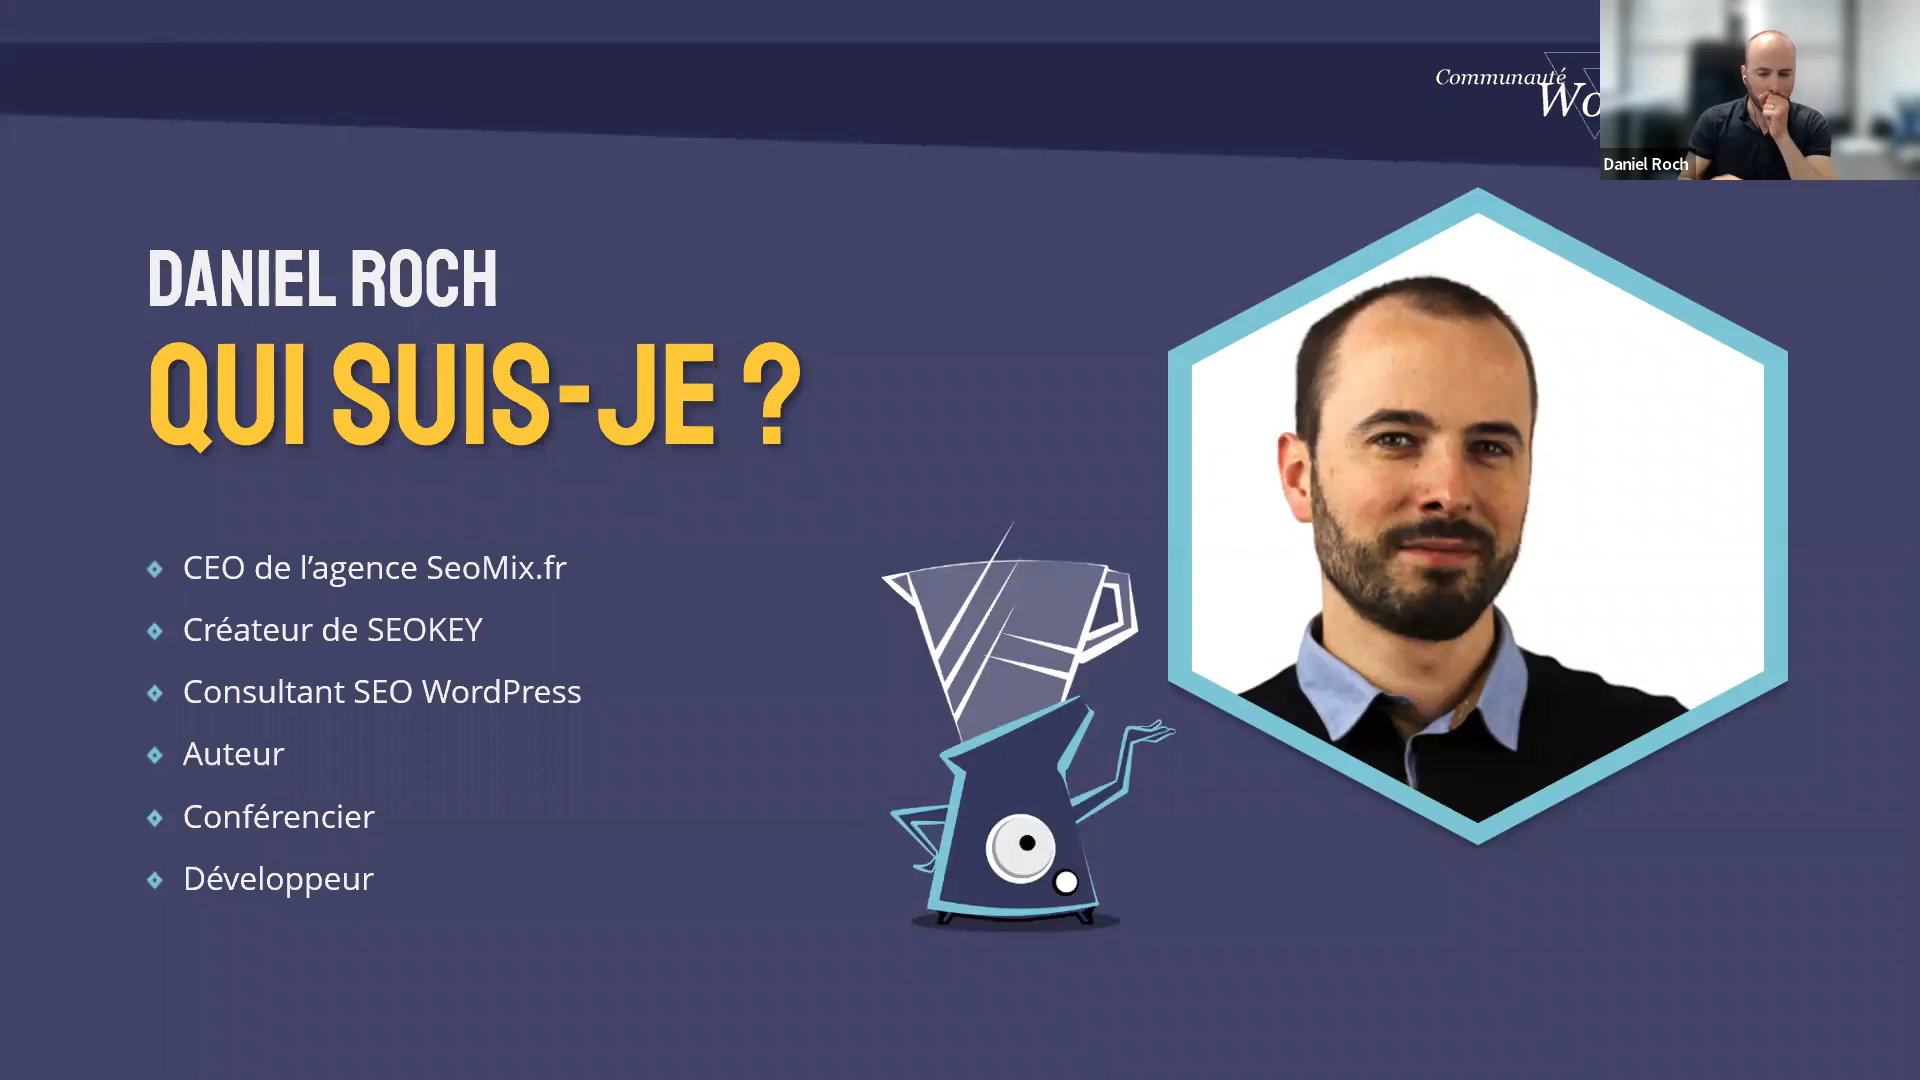 Communauté
Daniel Roch
DANIEL ROCH
QUI SUIS-JE ?
CEO de l’agence SeoMix.fr
Créateur de SEOKEY
Consultant SEO WordPress
Auteur
Conférencier
Développeur